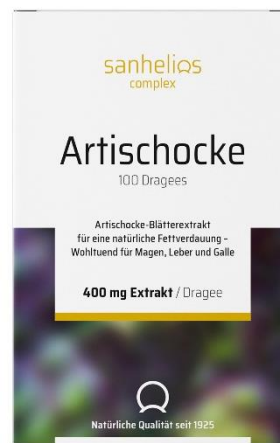 sanhelios
complex
Artischocke
100 Dragees
Artischocke-Blätterextrakt
für eine natürliche Fettverdauung –
Wohltuend für Magen, Leber und Galle
400 mg Extrakt / Dragee
Natürliche Qualität seit 1925